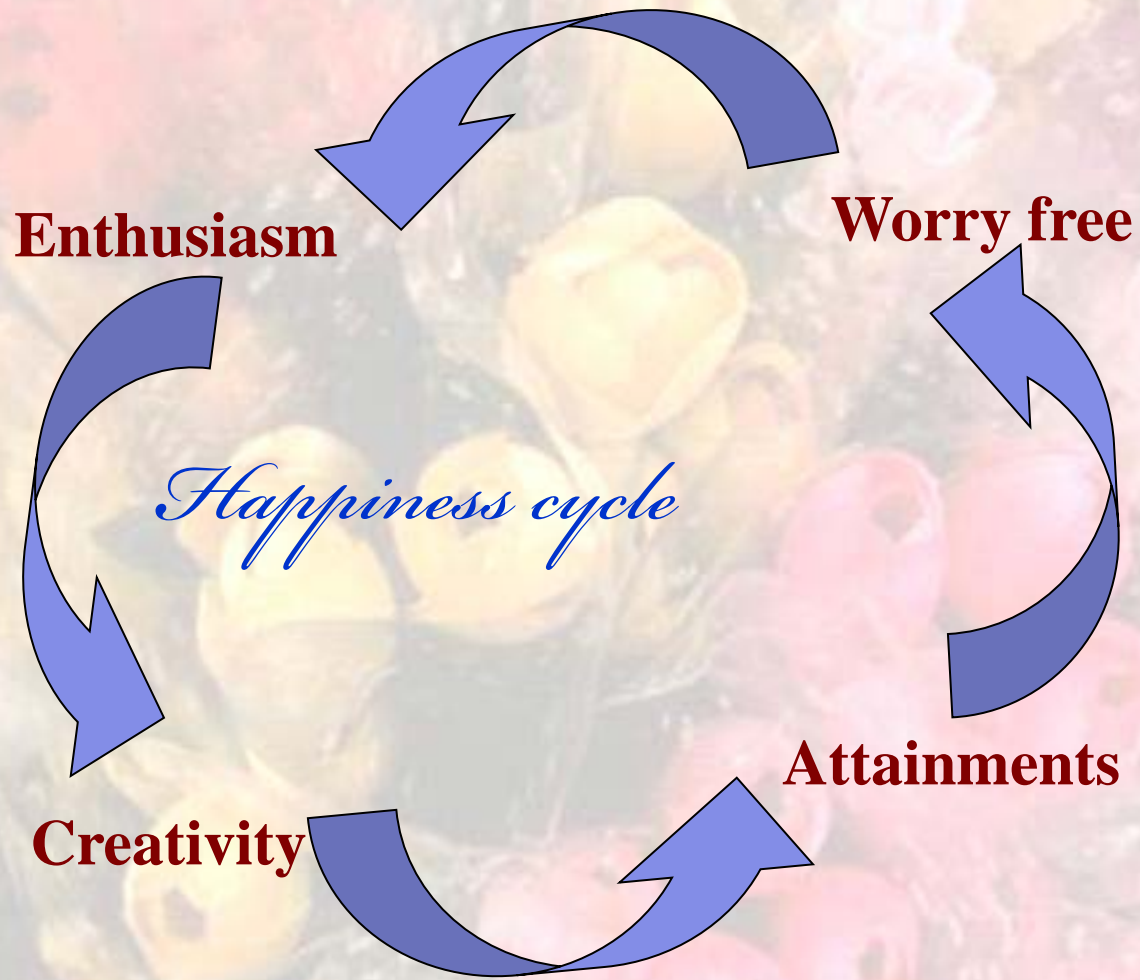 Worry free
Enthusiasm
Happiness cycle
Attainments
Creativity